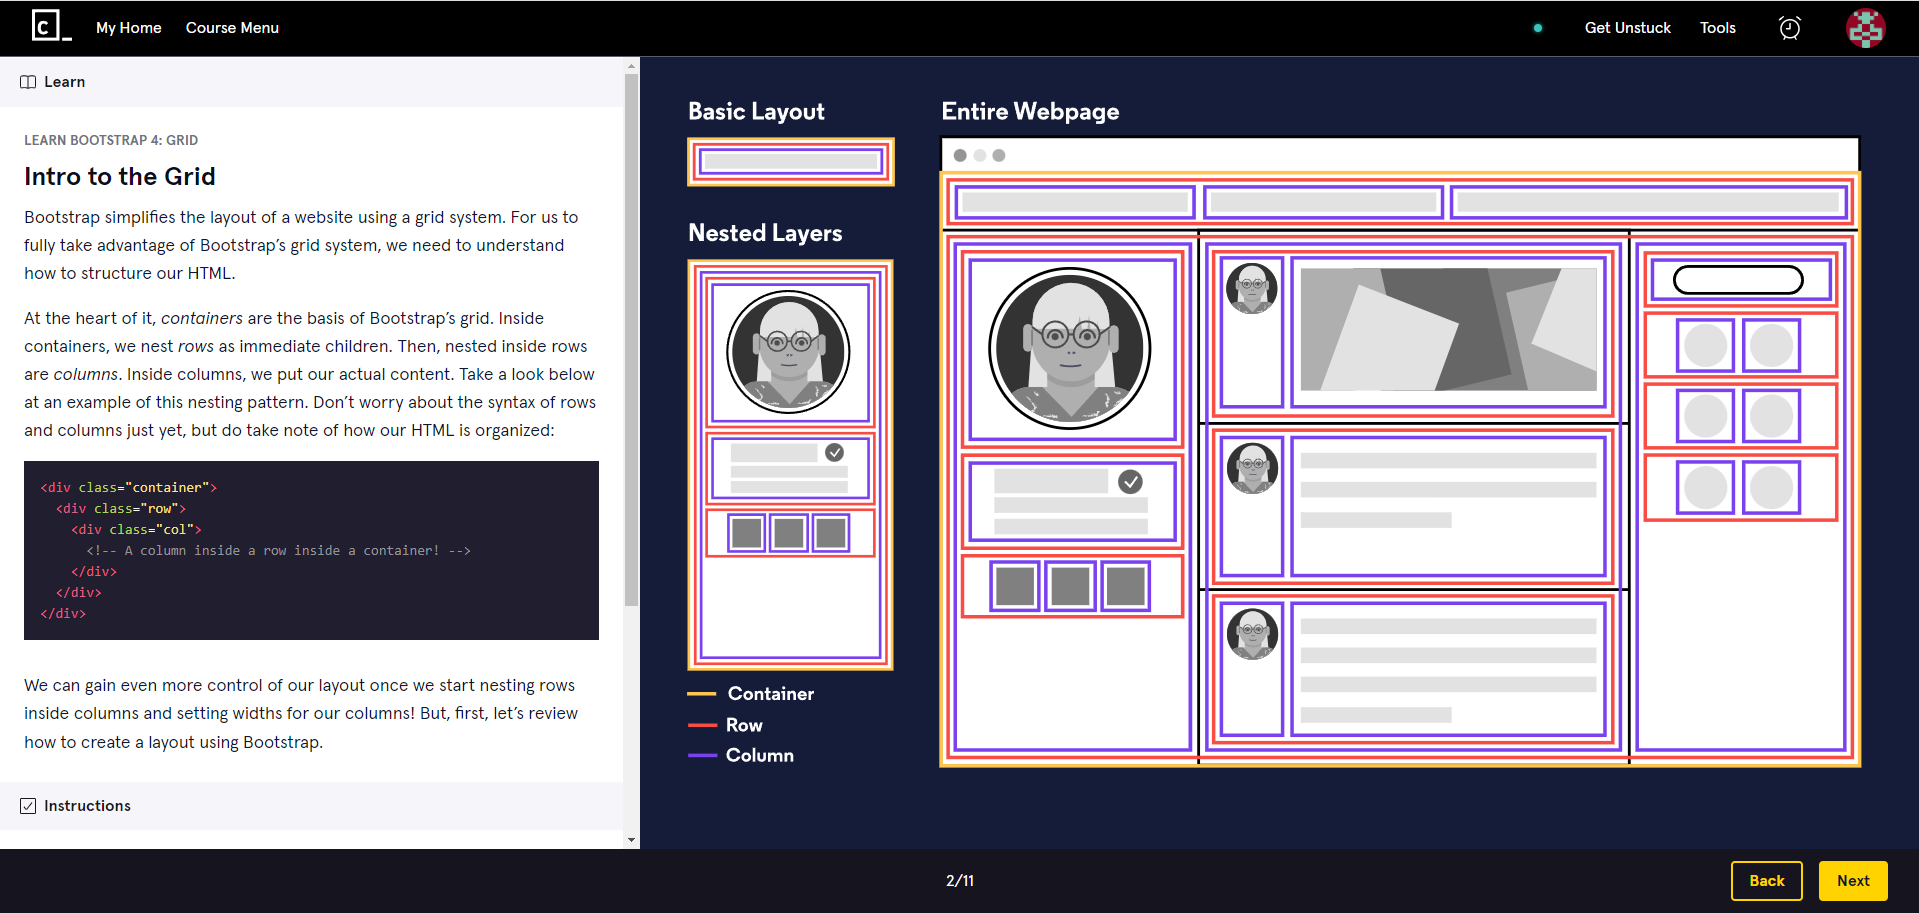 C_
My Home
Course Menu
Get Unstuck
Tools
Learn
LEARN BOOTSTRAP 4: GRID
Intro to the Grid
Bootstrap simplifies the layout of a website using a grid system. For us to
fully take advantage of Bootstrap’s grid system, we need to understand
how to structure our HTML.
At the heart of it, containers are the basis of Bootstrap’s grid. Inside
containers, we nest rows as immediate children. Then, nested inside rows
are columns. Inside columns, we put our actual content. Take a look below
at an example of this nesting pattern. Don’t worry about the syntax of rows
and columns just yet, but do take note of how our HTML is organized:
<div class="container">
<div class="row">
<div class="col">
<!-- A column inside a row inside a container! -->
</div>
</div>
</div>
We can gain even more control of our layout once we start nesting rows
inside columns and setting widths for our columns! But, first, let’s review
how to create a layout using Bootstrap.
Instructions
Basic Layout
Nested Layers
Container
Row
Column
Entire Webpage
2/11
Back
Next